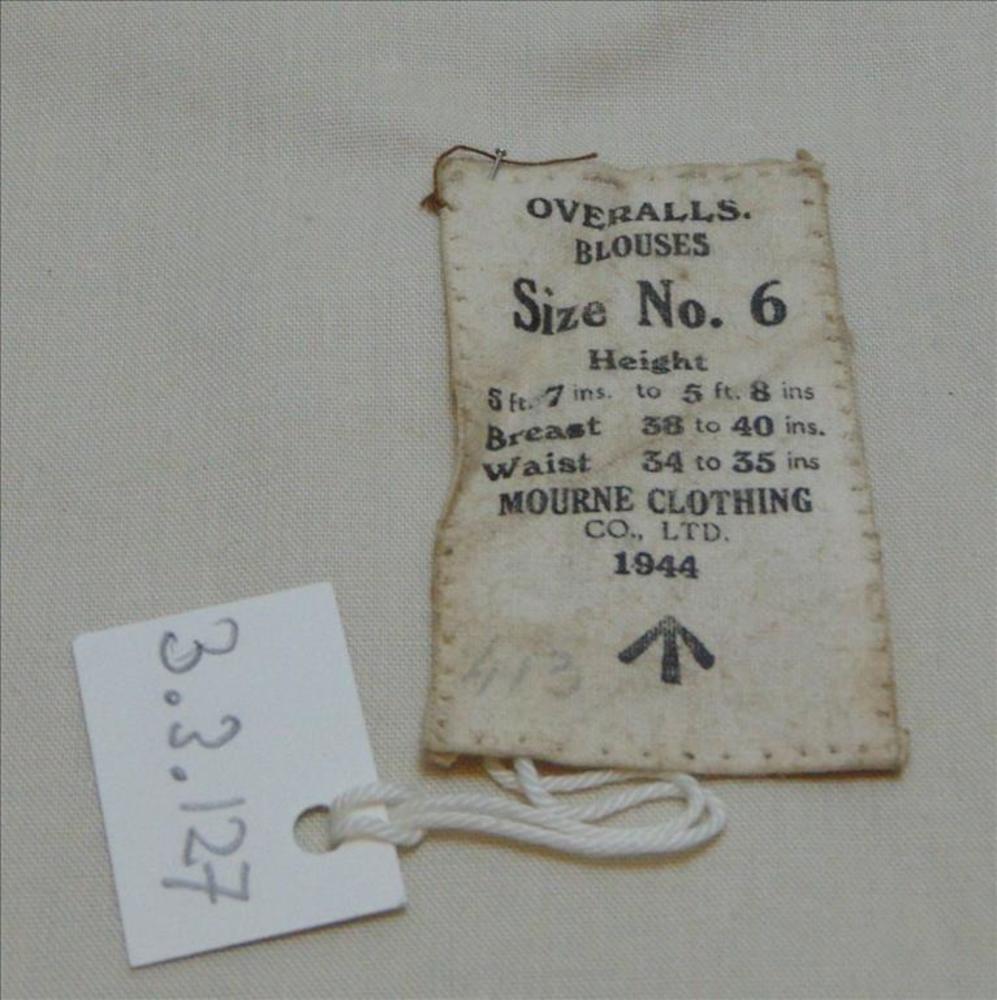 OVERALLS.
BLOUSES
Size No. 6
Height
5 ft. 7 ins. to 5 ft. 8 ins
Breast 38 to 40 ins.
Waist 34 to 35 ins
MOURNE CLOTHING
CO., LTD.
1944
413
3.3.127